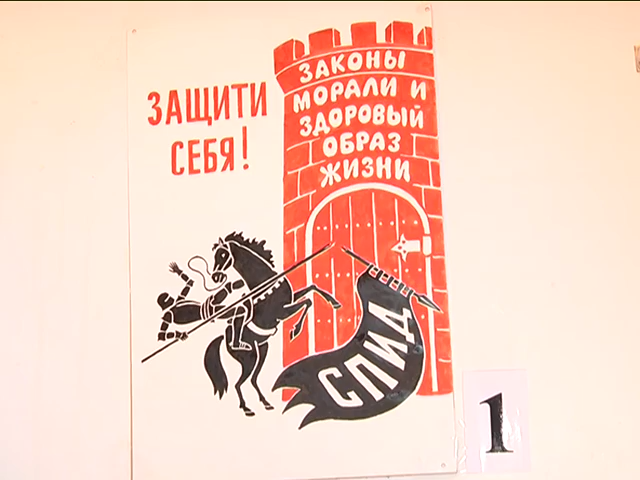 ЗАЩИТИ
СЕБЯ!
ЗАКОНЫ
МОРАЛИ И
ЗДОРОВЫЙ
ОБРАЗ
ЖИЗНИ
СПИД
1